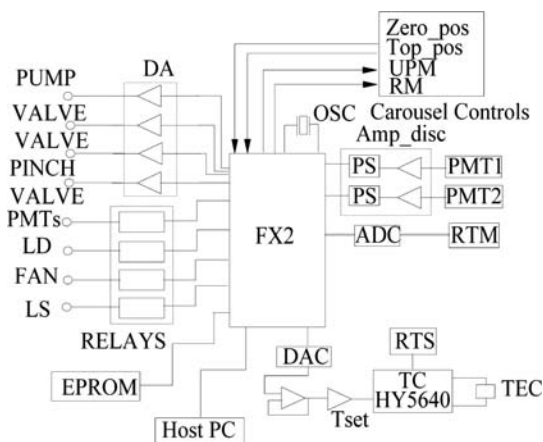 Zero_pos
Top_pos
UPM
RM
Carousel Controls
DA
PUMP
VALVE
VALVE
PINCH
VALVE
PMTs
LD
FAN
LS
RELAYS
EPROM
Host PC
FX2
OSC
Amp_disc
PS
PMT1
PS
PMT2
ADC
RTM
DAC
Tset
RTS
TC
HY5640
TEC